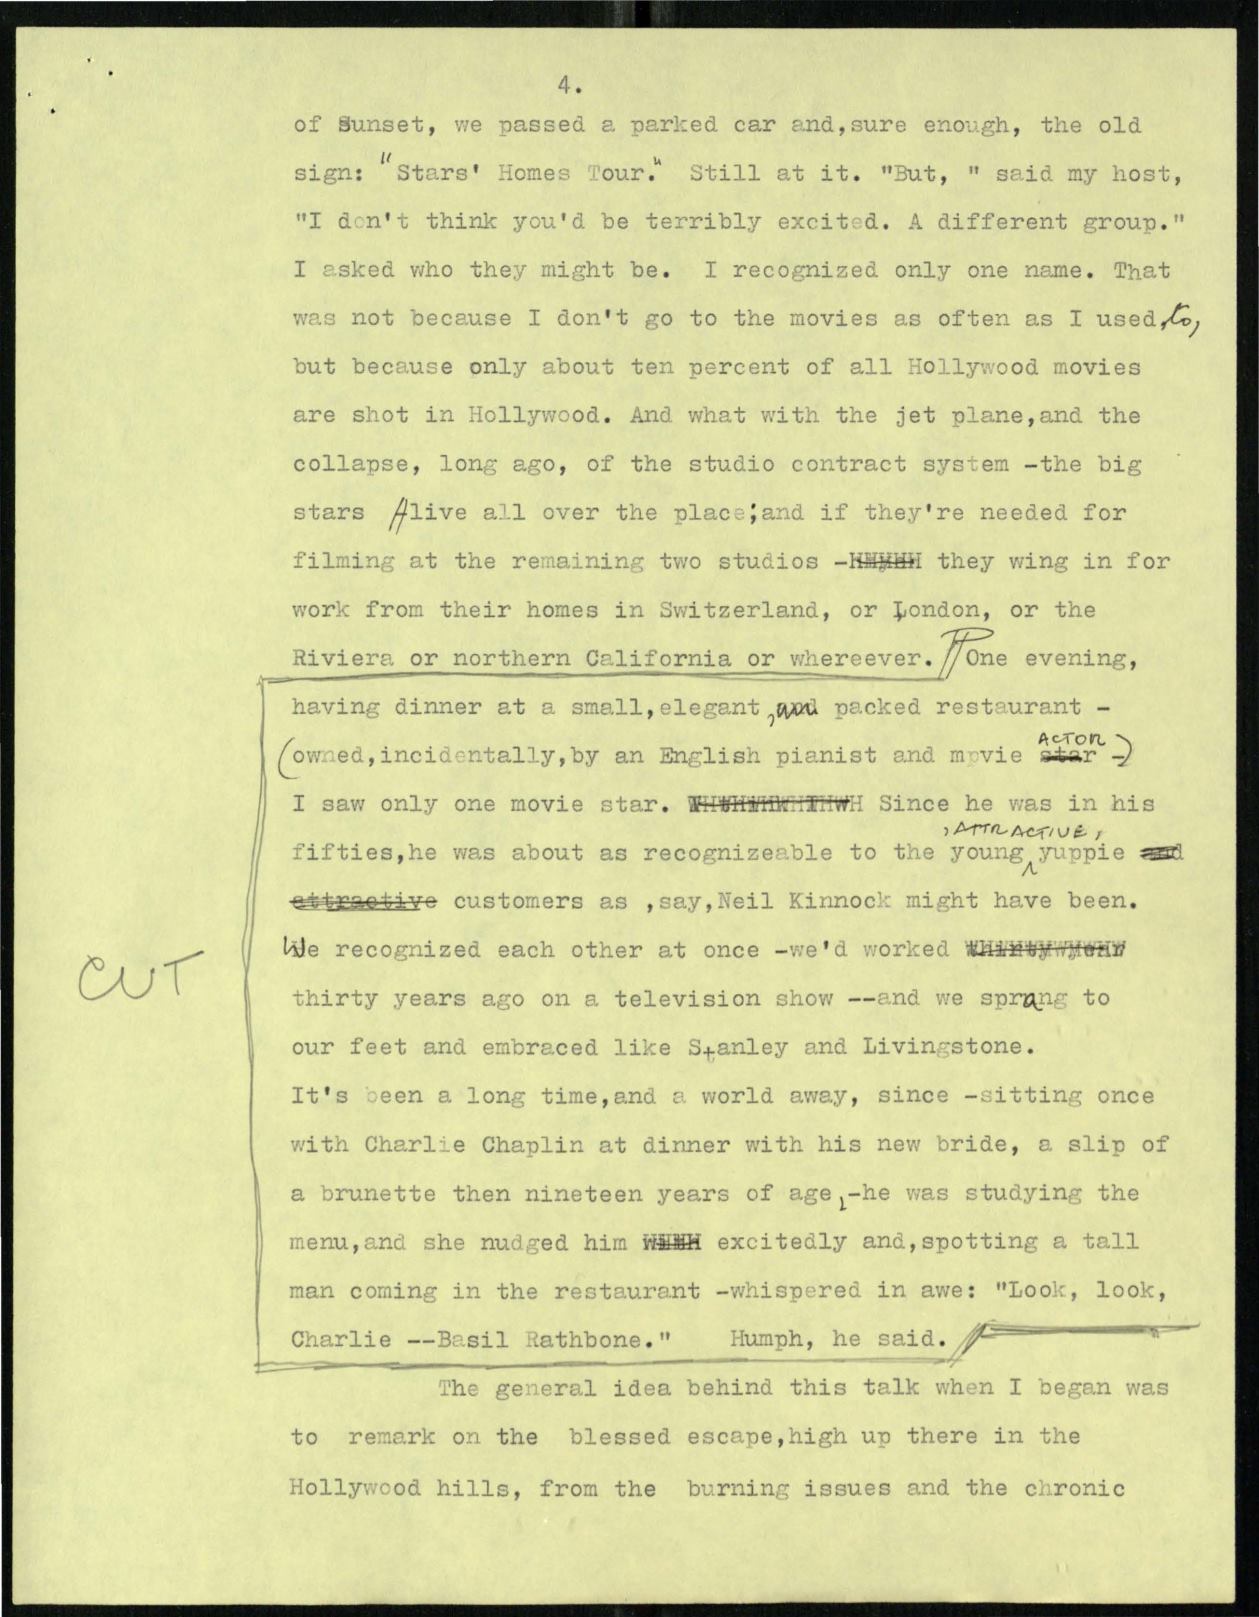 4.
of Sunset, we passed a parked car and,sure enough, the old
sign: "Stars' Homes Tour." Still at it. "But, " said my host,
"I don't think you'd be terribly excited. A different group."
I asked who they might be. I recognized only one name. That
was not because I don't go to the movies as often as I used to,
but because only about ten percent of all Hollywood movies
are shot in Hollywood. And what with the jet plane,and the
collapse, long ago, of the studio contract system -the big
stars live all over the place;and if they're needed for
filming at the remaining two studios - they wing in for
work from their homes in Switzerland, or London, or the
Riviera or northern California or whereever. One evening,
having dinner at a small,elegant, and packed restaurant -
(owned,incidentally,by an English pianist and movie star ACTOR -)
I saw only one movie star. Since he was in his
, ATTRACTIVE,
fifties,he was about as recognizeable to the young yuppie and
attractive customers as ,say,Neil Kinnock might have been.
We recognized each other at once -we'd worked
CUT
thirty years ago on a television show --and we sprang to
our feet and embraced like Stanley and Livingstone.
It's been a long time,and a world away, since -sitting once
with Charlie Chaplin at dinner with his new bride, a slip of
a brunette then nineteen years of age,-he was studying the
menu,and she nudged him excitedly and,spotting a tall
man coming in the restaurant -whispered in awe: "Look, look,
Charlie --Basil Rathbone." Humph, he said.
The general idea behind this talk when I began was
to remark on the blessed escape,high up there in the
Hollywood hills, from the burning issues and the chronic